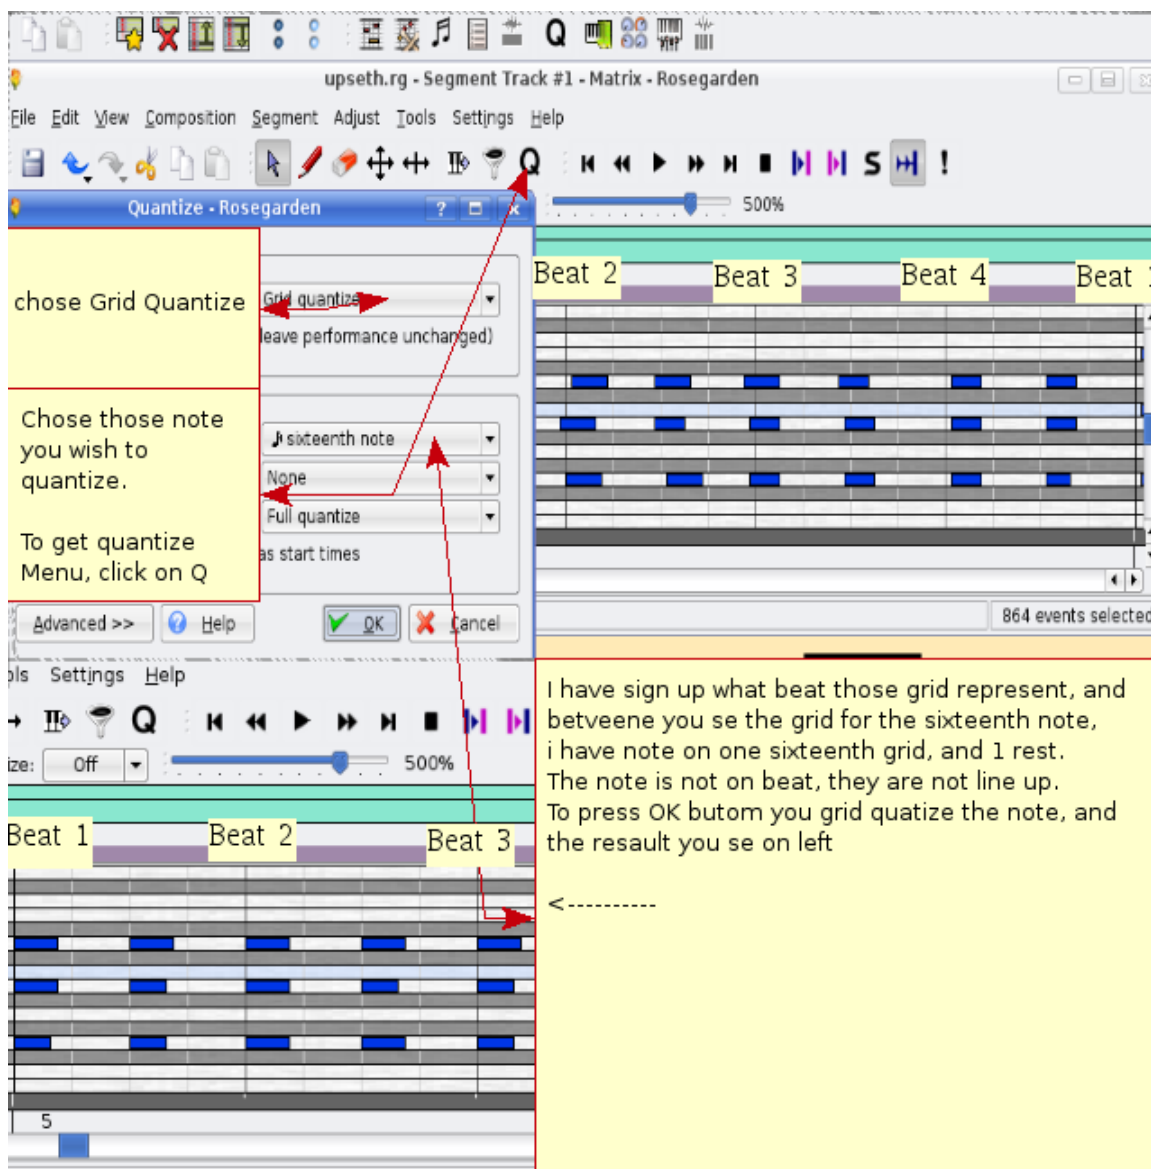 Q
upseth.rg - Segment Track #1 - Matrix - Rosegarden
File Edit View Composition Segment Adjust Tools Settings Help
Q S !
Quantize - Rosegarden ?
500%
chose Grid Quantize
Grid quantize
leave performance unchanged)
Beat 2 Beat 3 Beat 4 Beat
Chose those note
you wish to
quantize.
To get quantize
Menu, click on Q
sixteenth note
None
Full quantize
as start times
Advanced >> Help OK Cancel
864 events selected
ols Settings Help
Q
ize: Off 500%
Beat 1 Beat 2 Beat 3
5
I have sign up what beat those grid represent, and
betveene you se the grid for the sixteenth note,
i have note on one sixteenth grid, and 1 rest.
The note is not on beat, they are not line up.
To press OK butom you grid quatize the note, and
the resault you se on left
<----------